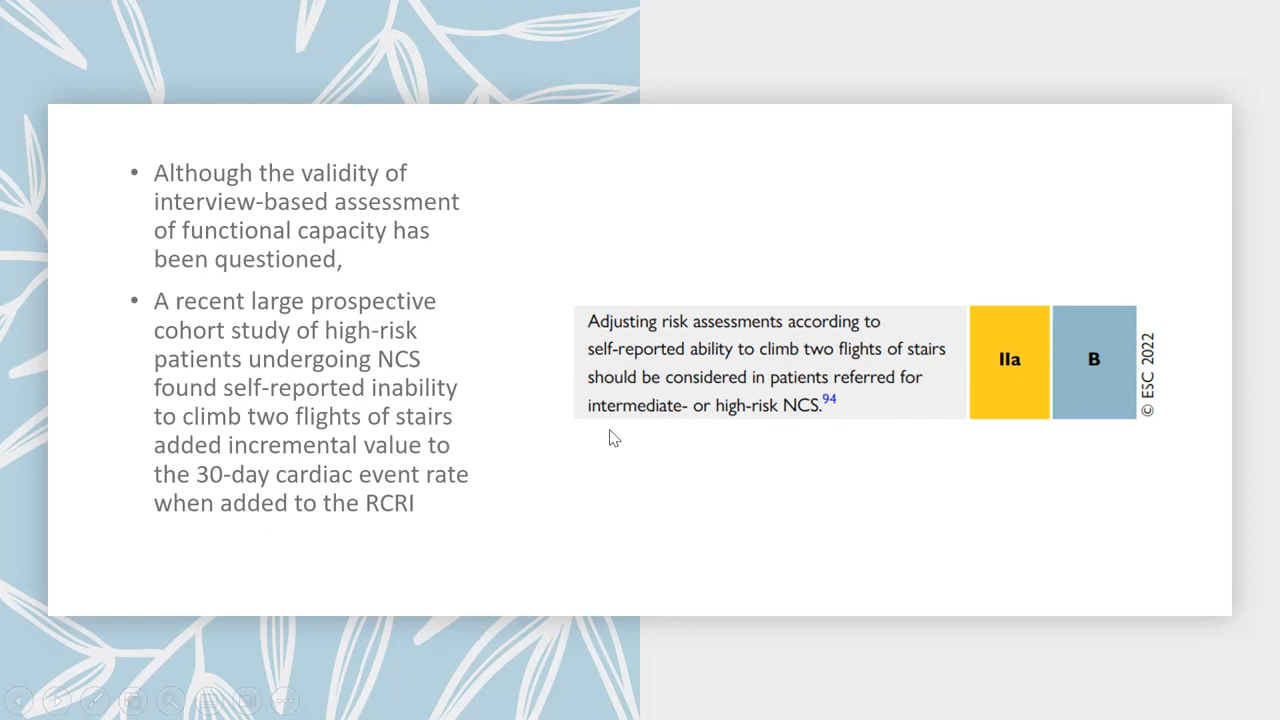 • Although the validity of
interview-based assessment
of functional capacity has
been questioned,
• A recent large prospective
cohort study of high-risk
patients undergoing NCS
found self-reported inability
to climb two flights of stairs
added incremental value to
the 30-day cardiac event rate
when added to the RCRI
Adjusting risk assessments according to
self-reported ability to climb two flights of stairs
should be considered in patients referred for
intermediate- or high-risk NCS.94
IIa
B
© ESC 2022